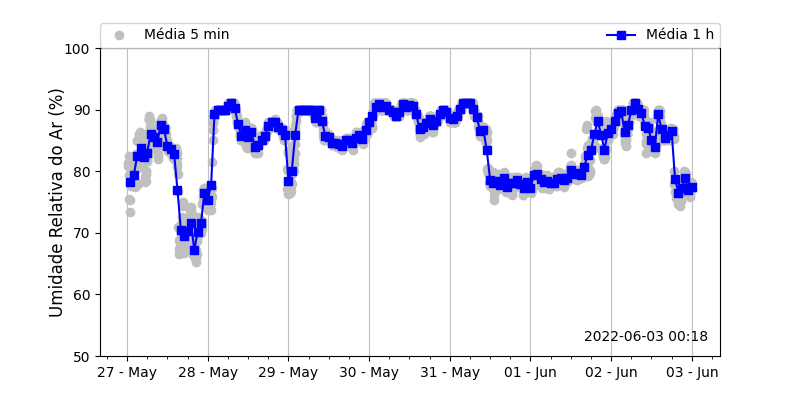 Média 5 min
Média 1 h
Umidade Relativa do Ar (%)
100
90
80
70
60
50
2022-06-03 00:18
27 - May
28 - May
29 - May
30 - May
31 - May
01 - Jun
02 - Jun
03 - Jun